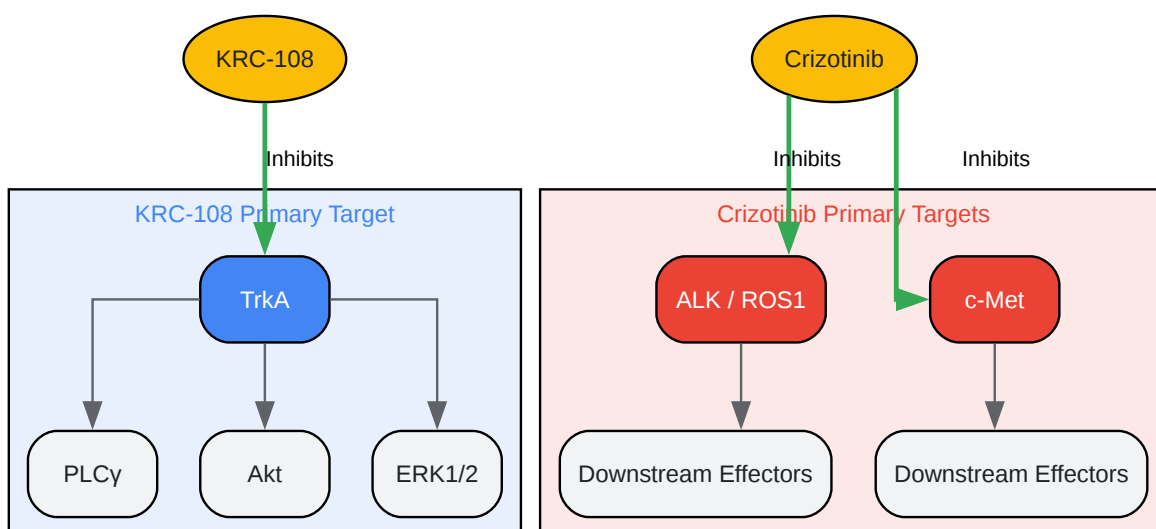 KRC-108
Crizotinib
Inhibits
Inhibits
Inhibits
KRC-108 Primary Target
Crizotinib Primary Targets
TrkA
ALK / ROS1
c-Met
PLCγ
Akt
ERK1/2
Downstream Effectors
Downstream Effectors